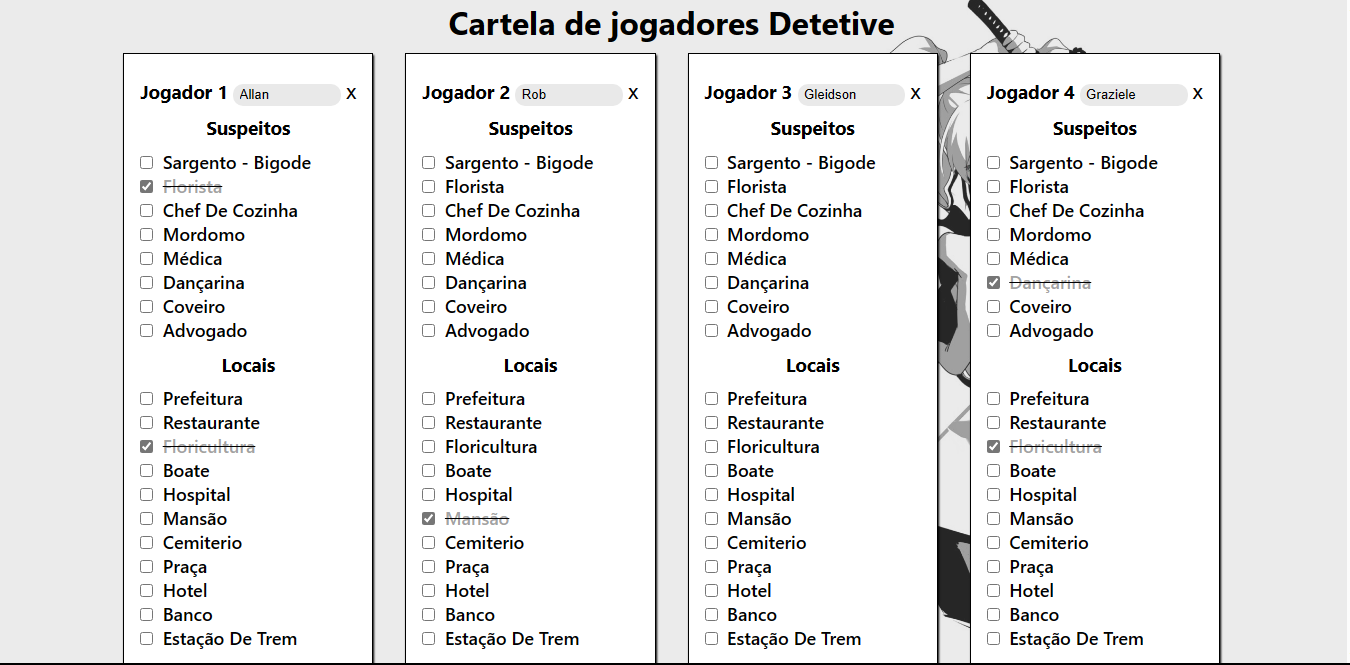 Cartela de jogadores Detetive
Jogador 1 Allan X
Suspeitos
Sargento - Bigode
Florista
Chef De Cozinha
Mordomo
Médica
Dançarina
Coveiro
Advogado
Locais
Prefeitura
Restaurante
Floricultura
Boate
Hospital
Mansão
Cemiterio
Praça
Hotel
Banco
Estação De Trem
Jogador 2 Rob X
Suspeitos
Sargento - Bigode
Florista
Chef De Cozinha
Mordomo
Médica
Dançarina
Coveiro
Advogado
Locais
Prefeitura
Restaurante
Floricultura
Boate
Hospital
Mansão
Cemiterio
Praça
Hotel
Banco
Estação De Trem
Jogador 3 Gleidson X
Suspeitos
Sargento - Bigode
Florista
Chef De Cozinha
Mordomo
Médica
Dançarina
Coveiro
Advogado
Locais
Prefeitura
Restaurante
Floricultura
Boate
Hospital
Mansão
Cemiterio
Praça
Hotel
Banco
Estação De Trem
Jogador 4 Graziele X
Suspeitos
Sargento - Bigode
Florista
Chef De Cozinha
Mordomo
Médica
Dançarina
Coveiro
Advogado
Locais
Prefeitura
Restaurante
Floricultura
Boate
Hospital
Mansão
Cemiterio
Praça
Hotel
Banco
Estação De Trem